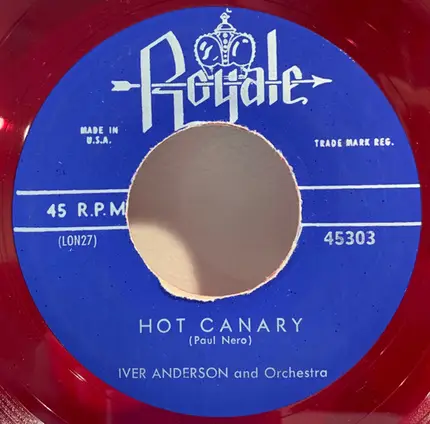 Royale
MADE IN
U.S.A.
TRADE MARK REG.
45 R.P.M
(LON27)
45303
HOT CANARY
(Paul Nero)
IVER ANDERSON and Orchestra